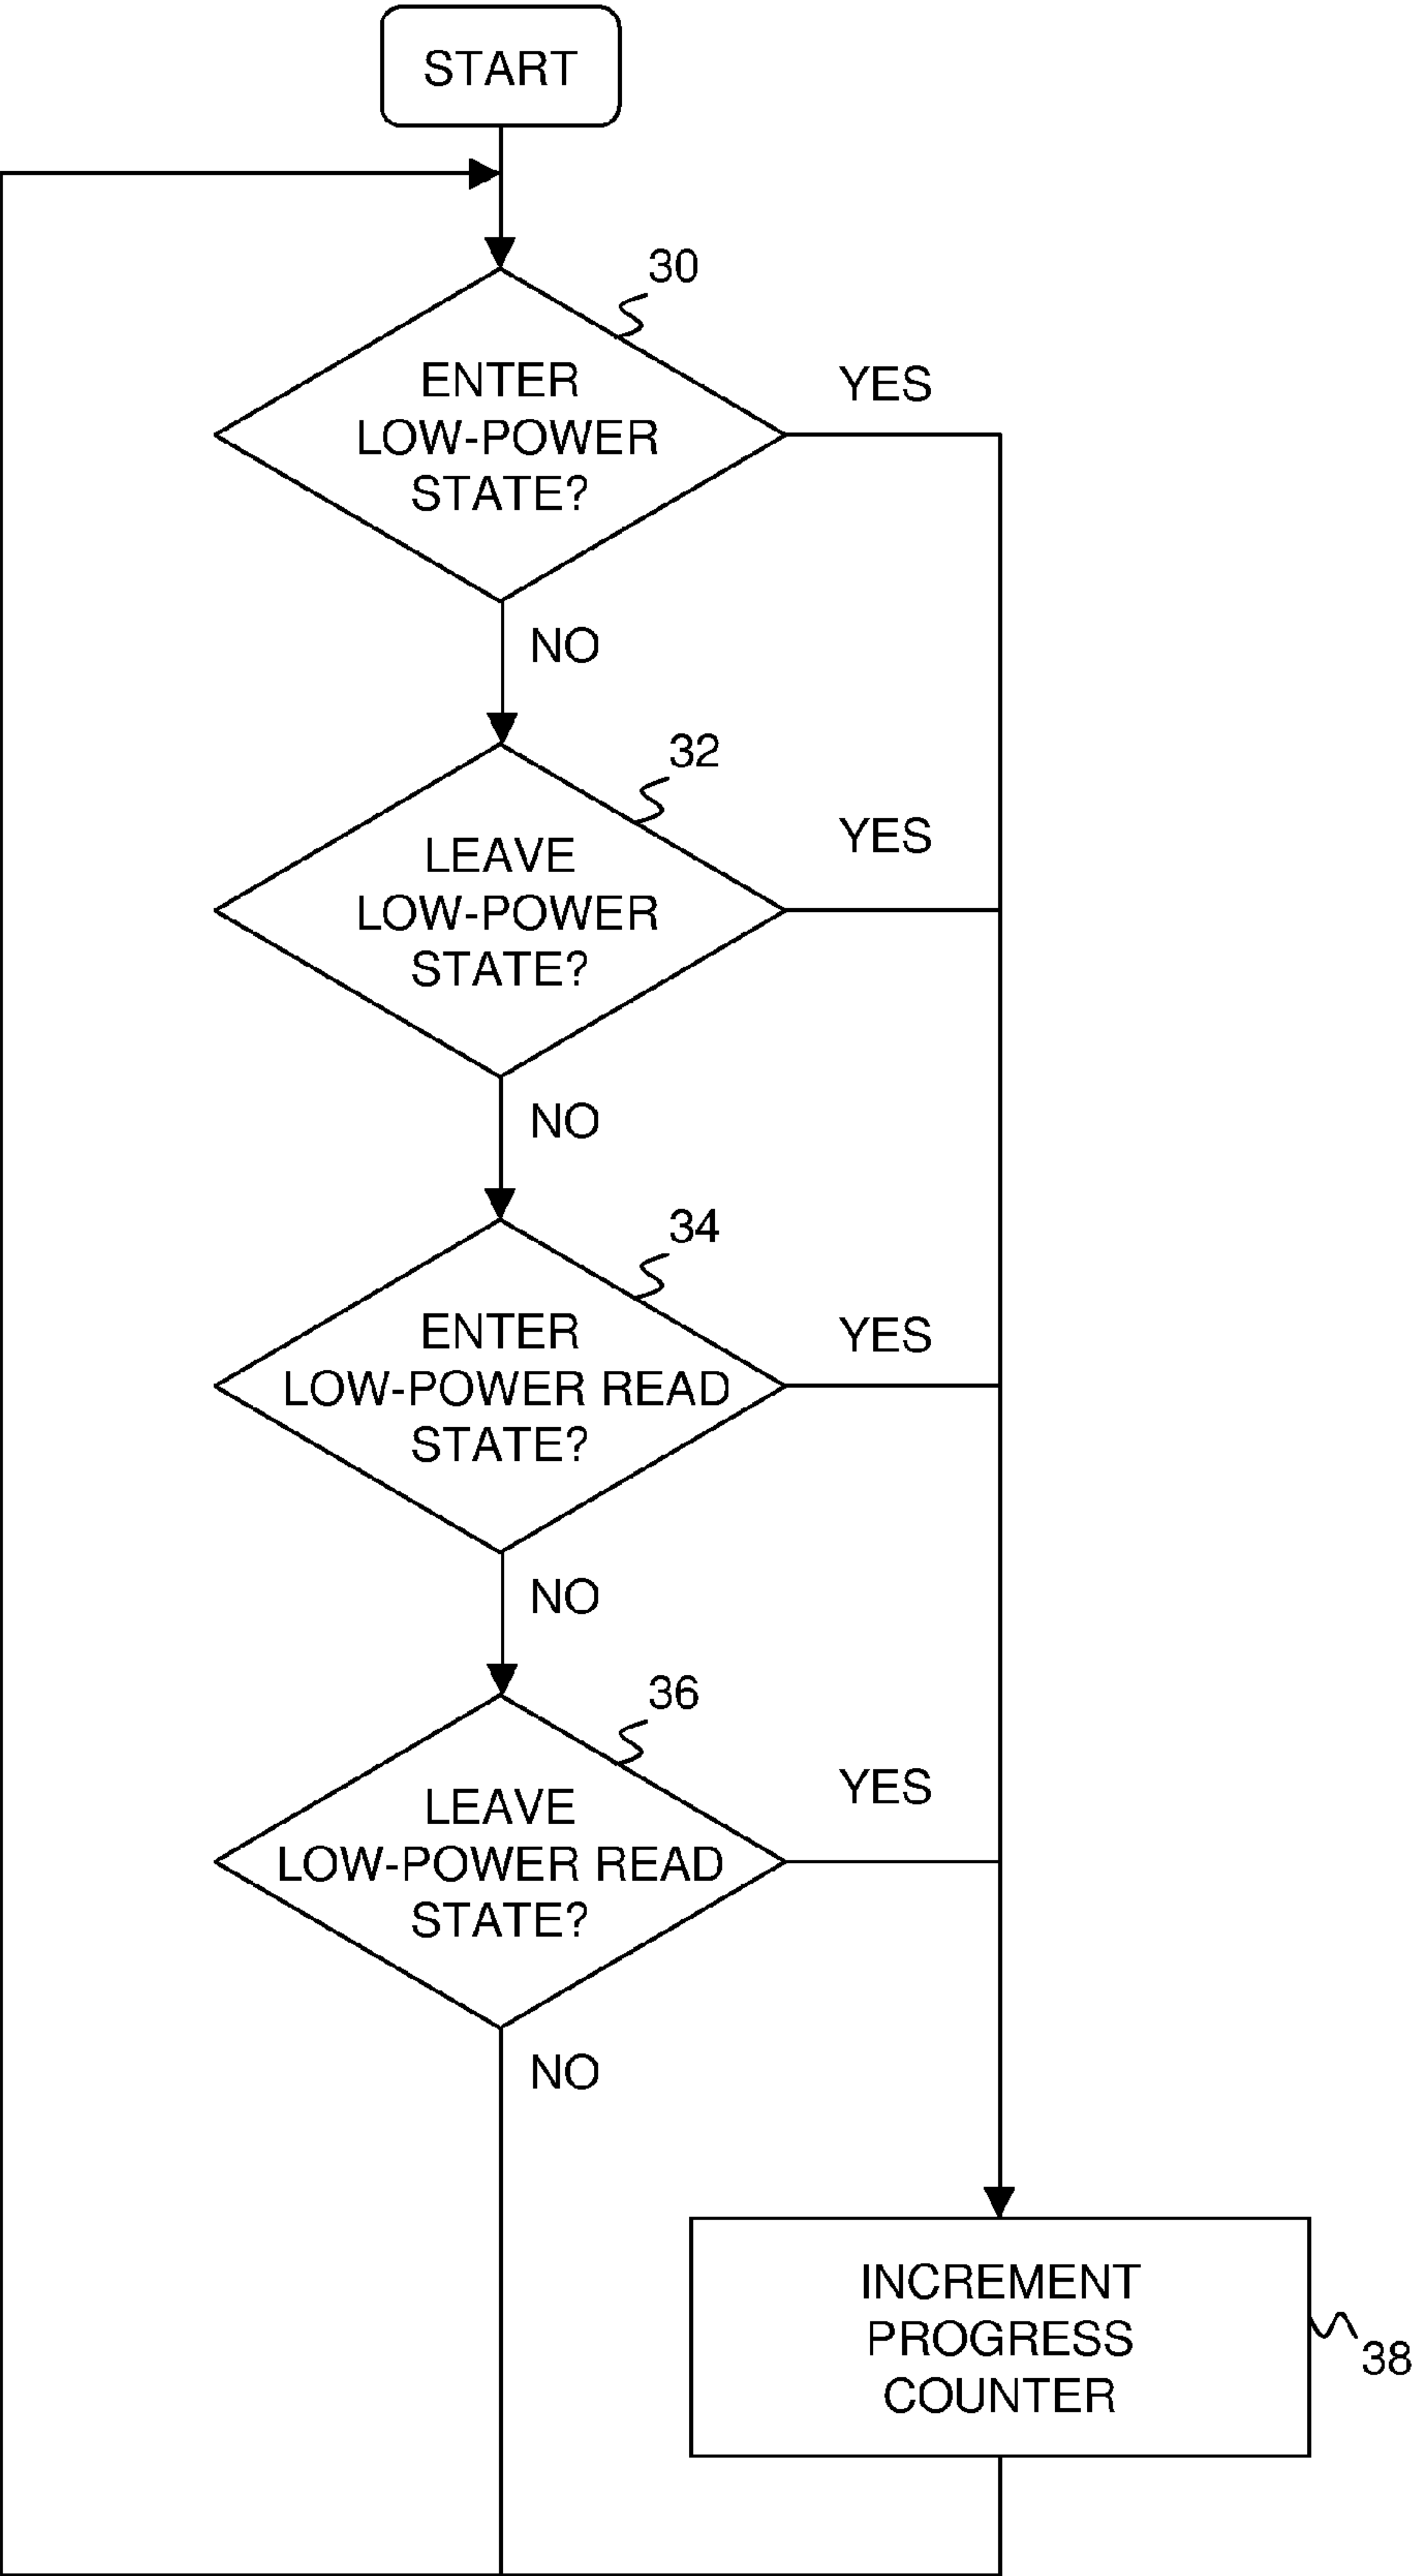 START
30
ENTER
LOW-POWER
STATE?
YES
NO
32
LEAVE
LOW-POWER
STATE?
YES
NO
34
ENTER
LOW-POWER READ
STATE?
YES
NO
36
LEAVE
LOW-POWER READ
STATE?
YES
NO
INCREMENT
PROGRESS
COUNTER
38